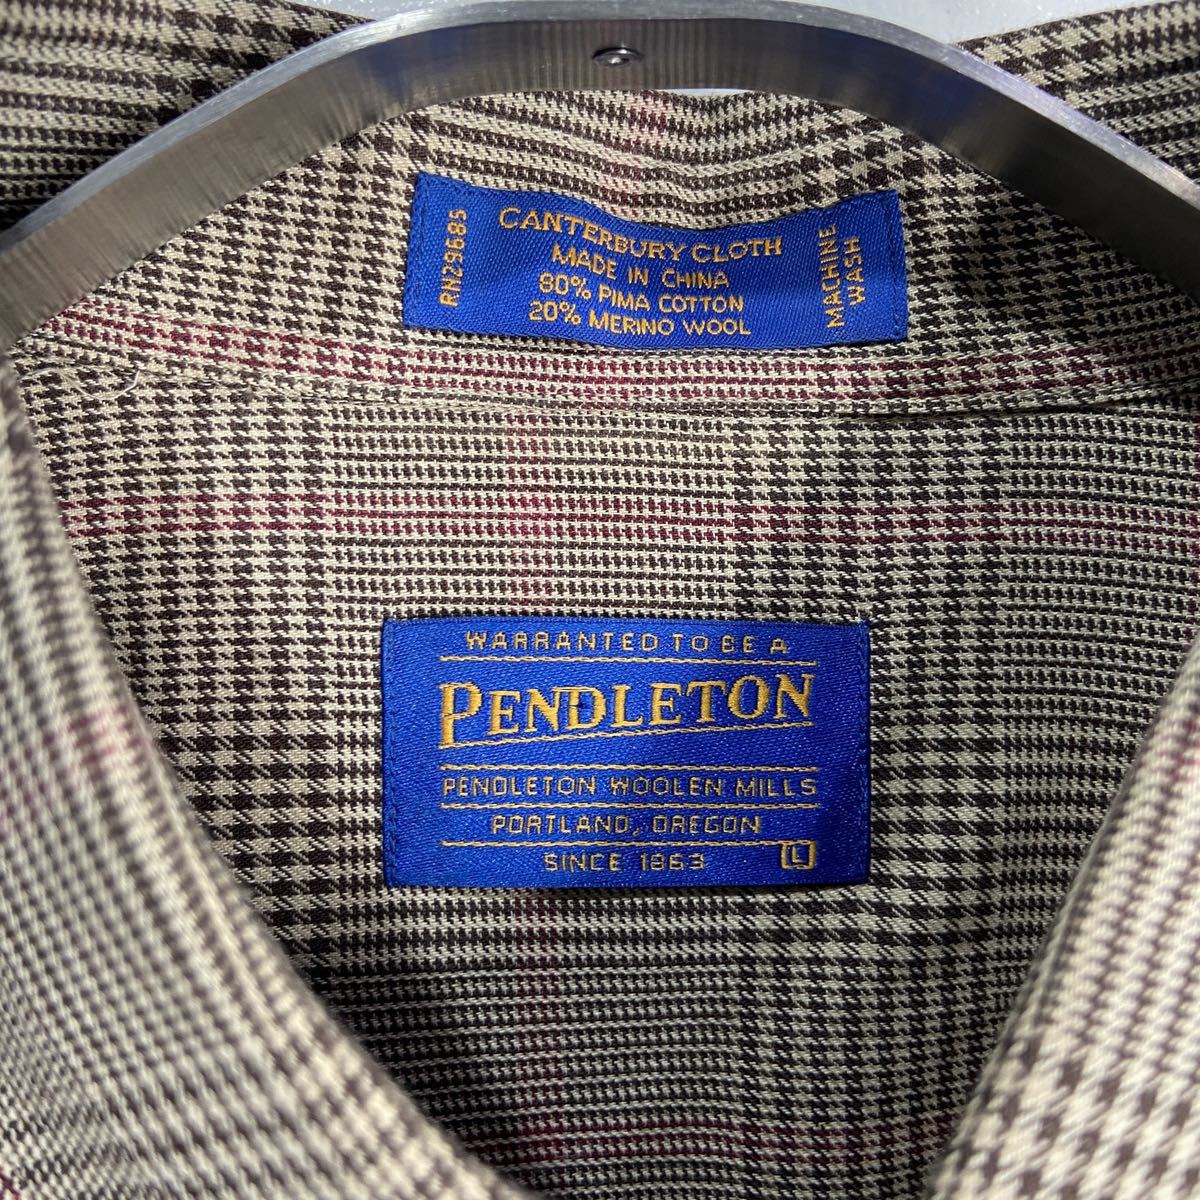 RN29685
CANTERBURY CLOTH
MADE IN CHINA
80% PIMA COTTON
20% MERINO WOOL
MACHINE
WASH
WARRANTED TO BE A
PENDLETON
PENDLETON WOOLEN MILLS
PORTLAND, OREGON
SINCE 1863
L